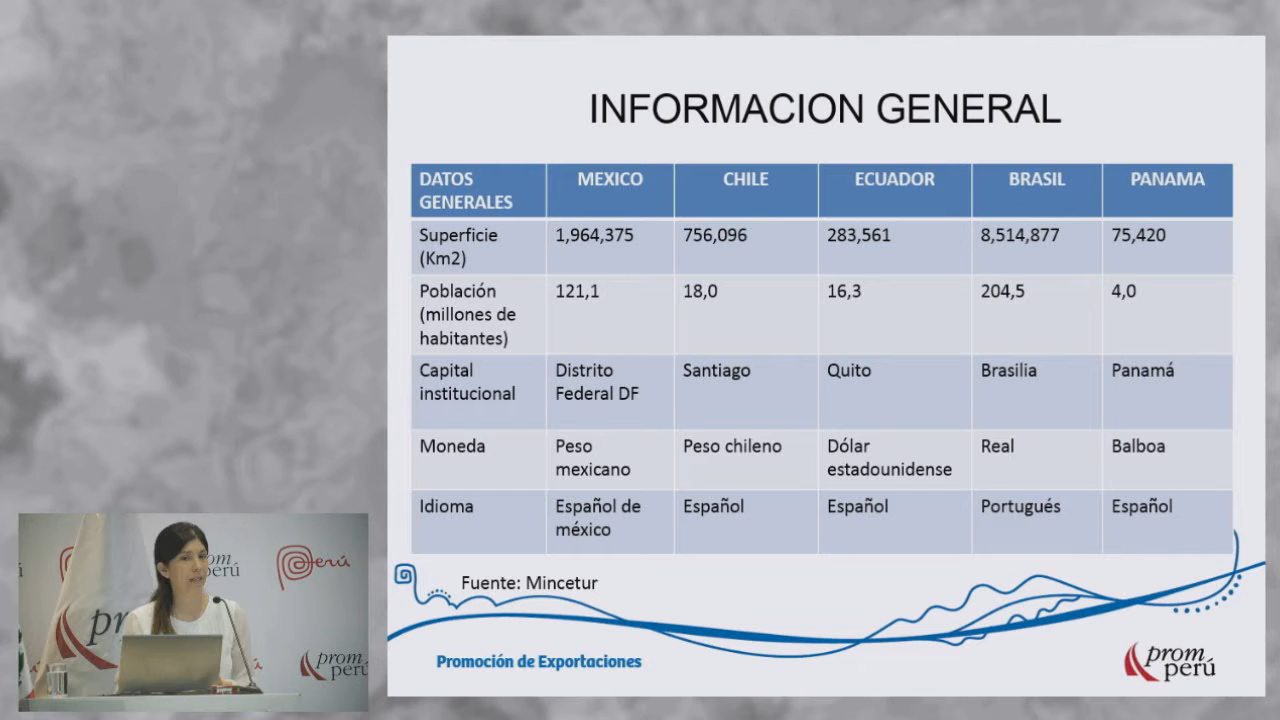 INFORMACION GENERAL
DATOS GENERALES MEXICO CHILE ECUADOR BRASIL PANAMA
Superficie (Km2) 1,964,375 756,096 283,561 8,514,877 75,420
Población (millones de habitantes) 121,1 18,0 16,3 204,5 4,0
Capital institucional Distrito Federal DF Santiago Quito Brasilia Panamá
Moneda Peso mexicano Peso chileno Dólar estadounidense Real Balboa
Idioma Español de méxico Español Español Portugués Español
Fuente: Mincetur
Promoción de Exportaciones
prom
perú
Perú
prom
perú